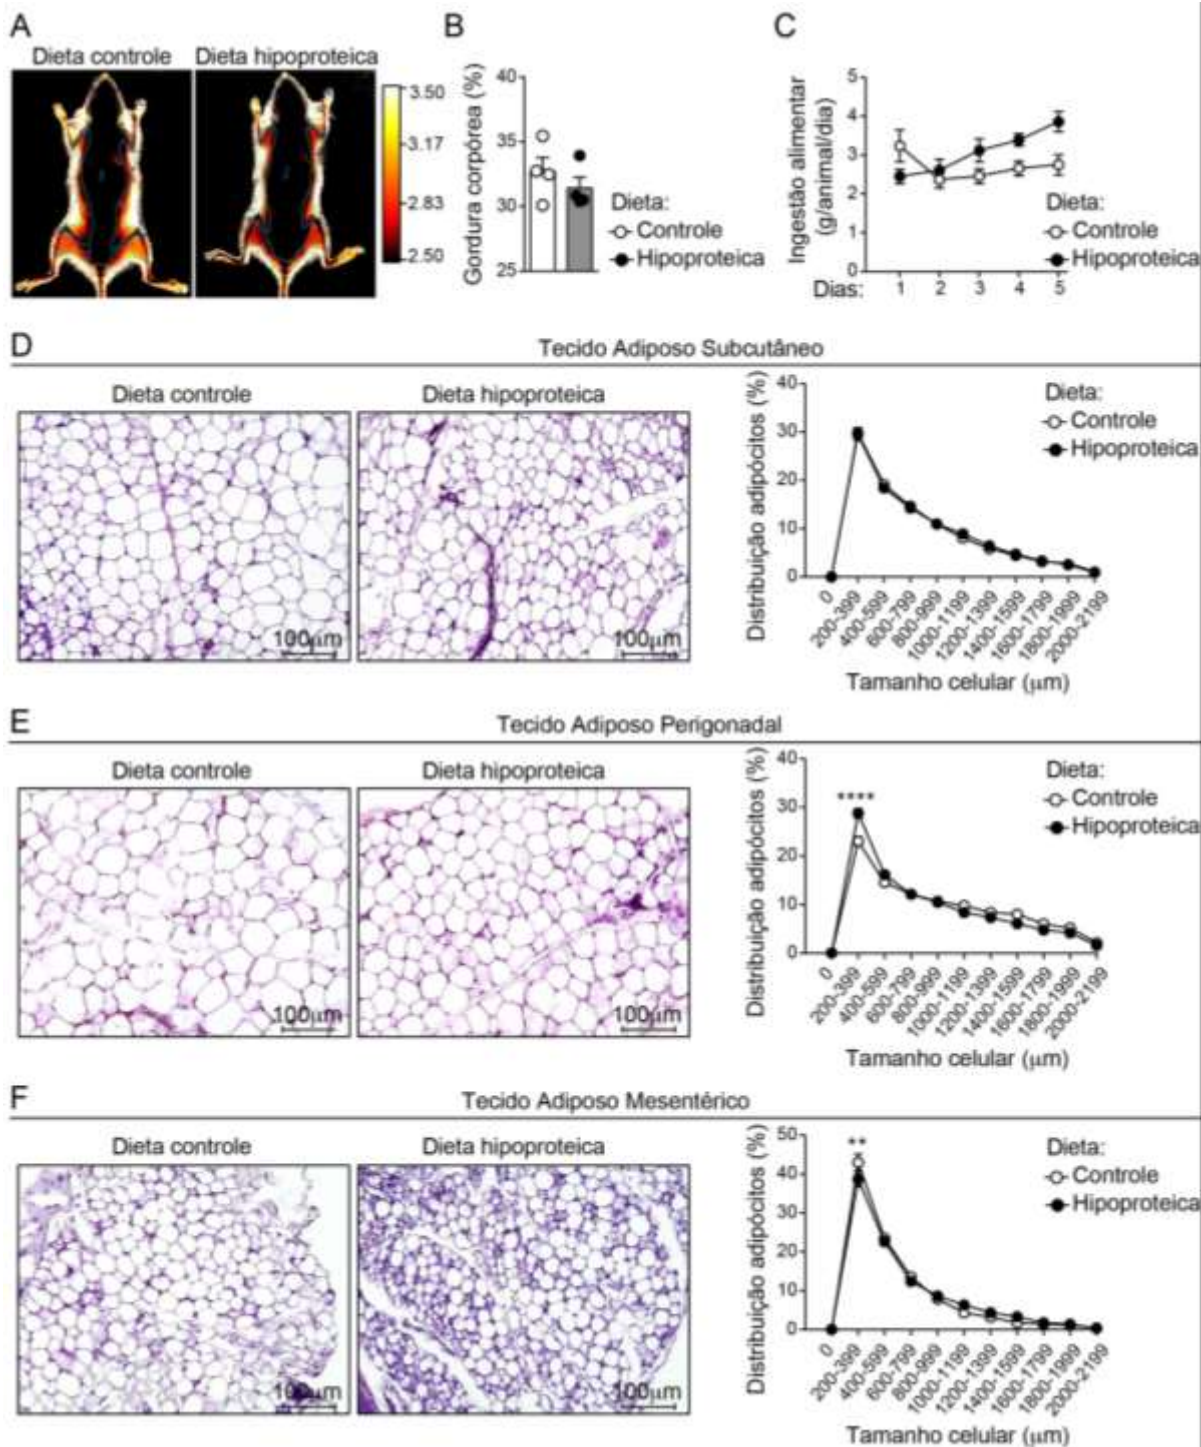 A
Dieta controle
Dieta hipoproteica
3.50
3.17
2.83
2.50
B
Gordura corpórea (%)
40
35
30
25
Dieta:
Controle
Hipoproteica
C
Ingestão alimentar
(g/animal/dia)
5
4
3
2
1
0
Dias: 1 2 3 4 5
Dieta:
Controle
Hipoproteica
D
Tecido Adiposo Subcutâneo
Dieta controle
Dieta hipoproteica
100μm
100μm
Distribuição adipócitos (%)
40
30
20
10
0
Dieta:
Controle
Hipoproteica
0
200-399
400-599
600-799
800-999
1000-1199
1200-1399
1400-1599
1600-1799
1800-1999
2000-2199
Tamanho celular (μm)
E
Tecido Adiposo Perigonadal
Dieta controle
Dieta hipoproteica
100μm
100μm
Distribuição adipócitos (%)
40
30
20
10
0
****
Dieta:
Controle
Hipoproteica
0
200-399
400-599
600-799
800-999
1000-1199
1200-1399
1400-1599
1600-1799
1800-1999
2000-2199
Tamanho celular (μm)
F
Tecido Adiposo Mesentérico
Dieta controle
Dieta hipoproteica
100μm
100μm
Distribuição adipócitos (%)
50
40
30
20
10
0
**
Dieta:
Controle
Hipoproteica
0
200-399
400-599
600-799
800-999
1000-1199
1200-1399
1400-1599
1600-1799
1800-1999
2000-2199
Tamanho celular (μm)